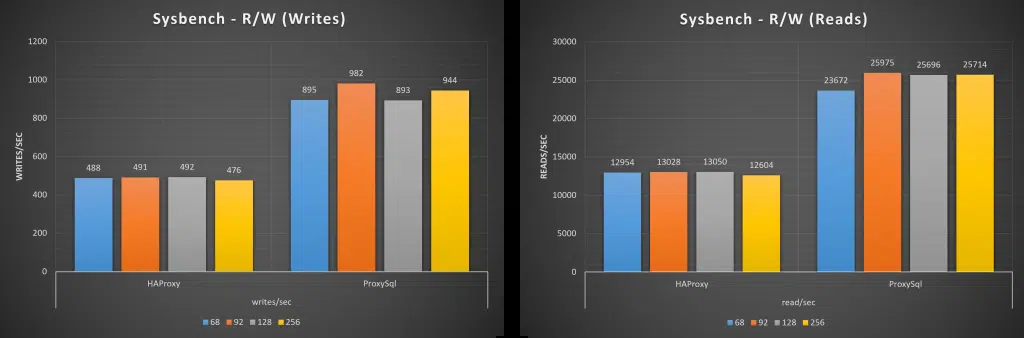 Sysbench - R/W (Writes)
1200
1000
800
600
400
200
0
WRITES/SEC
488 491 492 476
895 982 893 944
HAProxy ProxySql
writes/sec
68 92 128 256
Sysbench - R/W (Reads)
30000
25000
20000
15000
10000
5000
0
READS/SEC
12954 13028 13050 12604
23672 25975 25696 25714
HAProxy ProxySql
read/sec
68 92 128 256